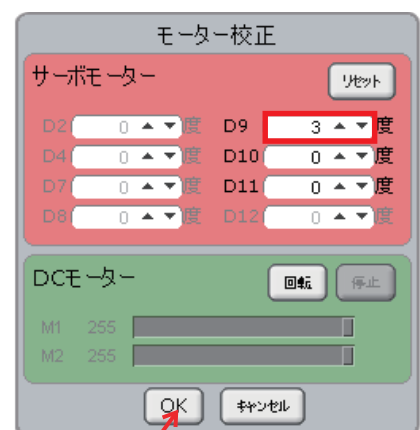 モーター校正
サーボモーター リセット
D2 0 度 D9 3 度
D4 0 度 D10 0 度
D7 0 度 D11 0 度
D8 0 度 D12 0 度
DCモーター 回転 停止
M1 255
M2 255
OK キャンセル